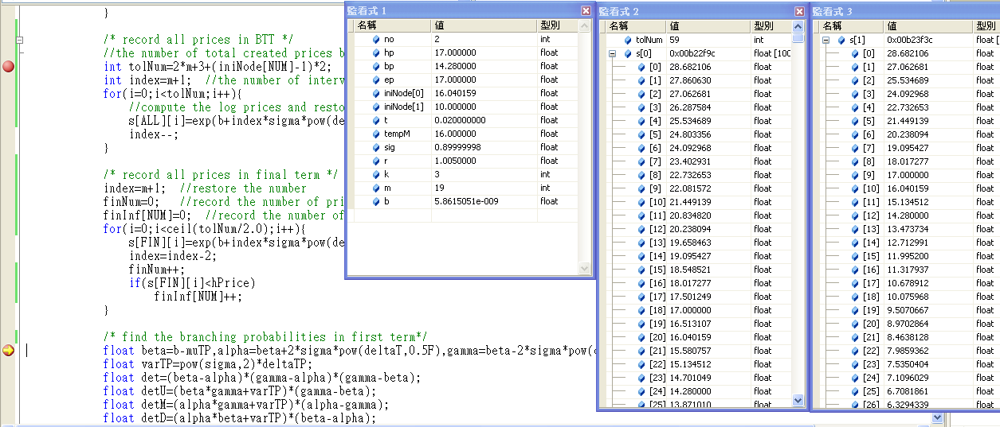 }
/* record all prices in BTT */
//the number of total created prices b
int tolNum=2*m+3+(iniNode[NUM]-1)*2;
int index=m+1;  //the number of interv
for(i=0;i<tolNum;i++){
//compute the log prices and resto
s[ALL][i]=exp(b+index*sigma*pow(de
index--;
}
/* record all prices in final term */
index=m+1;  //restore the number
finNum=0;   //record the number of pri
finInf[NUM]=0;  //record the number of
for(i=0;i<ceil(tolNum/2.0);i++){
s[FIN][i]=exp(b+index*sigma*pow(de
index=index-2;
finNum++;
if(s[FIN][i]<hPrice)
finInf[NUM]++;
}
/* find the branching probabilities in first term*/
float beta=b-muTP,alpha=beta+2*sigma*pow(deltaT,0.5F),gamma=beta-2*sigma*pow(
float varTP=pow(sigma,2)*deltaTP;
float det=(beta-alpha)*(gamma-alpha)*(gamma-beta);
float detU=(beta*gamma+varTP)*(gamma-beta);
float detM=(alpha*gamma+varTP)*(alpha-gamma);
float detD=(alpha*beta+varTP)*(beta-alpha);
監看式 1
名稱 值 型別
no 2 int
hp 17.000000 float
bp 14.280000 float
ep 17.000000 float
iniNode[0] 16.040159 float
iniNode[1] 10.000000 float
t 0.020000000 float
tempM 16.000000 float
sig 0.89999998 float
r 1.0050000 float
k 3 int
m 19 int
b 5.8615051e-009 float
監看式 2
名稱 值 型別
tolNum 59 int
s[0] 0x00b22f9c float [100
[0] 28.682106 float
[1] 27.860630 float
[2] 27.062681 float
[3] 26.287584 float
[4] 25.534689 float
[5] 24.803356 float
[6] 24.092968 float
[7] 23.402931 float
[8] 22.732653 float
[9] 22.081572 float
[10] 21.449139 float
[11] 20.834820 float
[12] 20.238094 float
[13] 19.658463 float
[14] 19.095427 float
[15] 18.548521 float
[16] 18.017277 float
[17] 17.501249 float
[18] 17.000000 float
[19] 16.513107 float
[20] 16.040159 float
[21] 15.580757 float
[22] 15.134512 float
[23] 14.701049 float
[24] 14.280000 float
[25] 13.871010 float
監看式 3
名稱 值 型別
s[1] 0x00b23f3c float [
[0] 28.682106 float
[1] 27.062681 float
[2] 25.534689 float
[3] 24.092968 float
[4] 22.732653 float
[5] 21.449139 float
[6] 20.238094 float
[7] 19.095427 float
[8] 18.017277 float
[9] 17.000000 float
[10] 16.040159 float
[11] 15.134512 float
[12] 14.280000 float
[13] 13.473734 float
[14] 12.712991 float
[15] 11.995200 float
[16] 11.317937 float
[17] 10.678912 float
[18] 10.075968 float
[19] 9.5070667 float
[20] 8.9702864 float
[21] 8.4638128 float
[22] 7.9859362 float
[23] 7.5350404 float
[24] 7.1096029 float
[25] 6.7081861 float
[26] 6.3294339 float